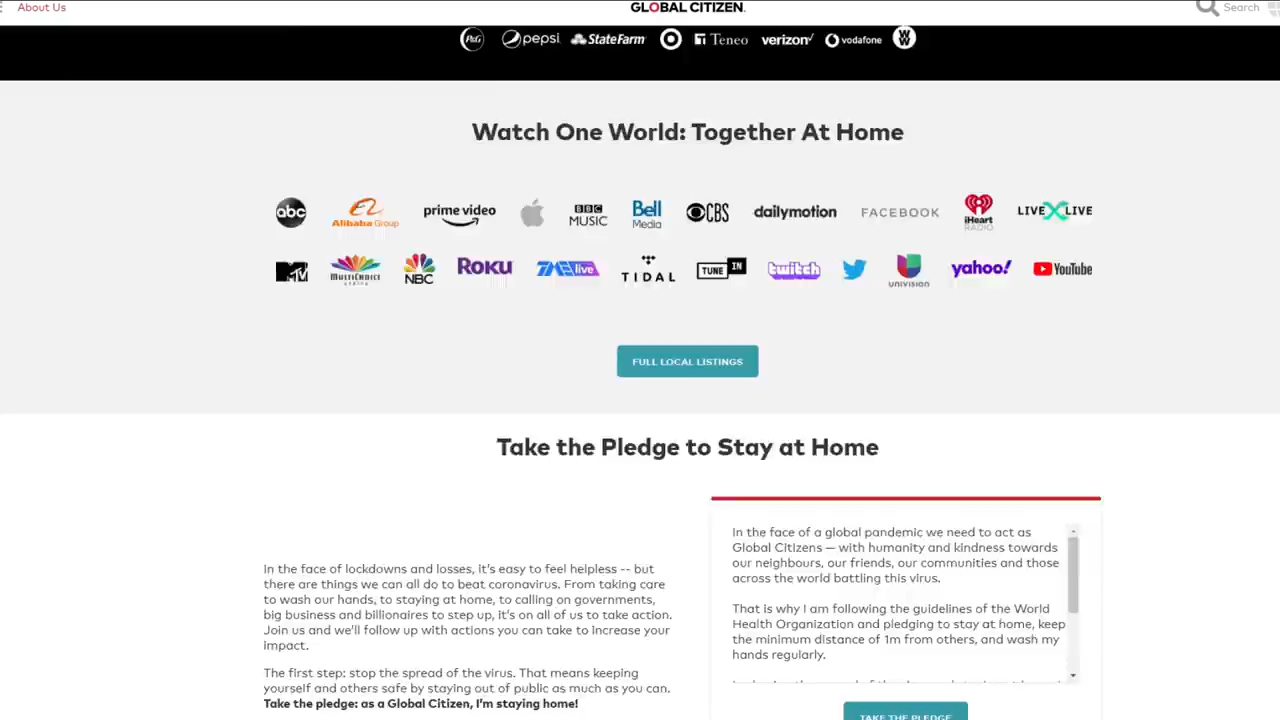 About Us
GLOBAL CITIZEN.
Search
P&G pepsi StateFarm Teneo verizon vodafone WW
Watch One World: Together At Home
abc Alibaba Group prime video BBC MUSIC Bell Media CBS dailymotion FACEBOOK iHeart RADIO LIVEXLIVE
MTV MULTICHOICE NBC ROKU live TIDAL TUNE IN twitch UNIVISION yahoo! YouTube
FULL LOCAL LISTINGS
Take the Pledge to Stay at Home
In the face of lockdowns and losses, it's easy to feel helpless -- but
there are things we can all do to beat coronavirus. From taking care
to wash our hands, to staying at home, to calling on governments,
big business and billionaires to step up, it's on all of us to take action.
Join us and we'll follow up with actions you can take to increase your
impact.
The first step: stop the spread of the virus. That means keeping
yourself and others safe by staying out of public as much as you can.
Take the pledge: as a Global Citizen, I'm staying home!
In the face of a global pandemic we need to act as
Global Citizens — with humanity and kindness towards
our neighbours, our friends, our communities and those
across the world battling this virus.
That is why I am following the guidelines of the World
Health Organization and pledging to stay at home, keep
the minimum distance of 1m from others, and wash my
hands regularly.
TAKE THE PLEDGE